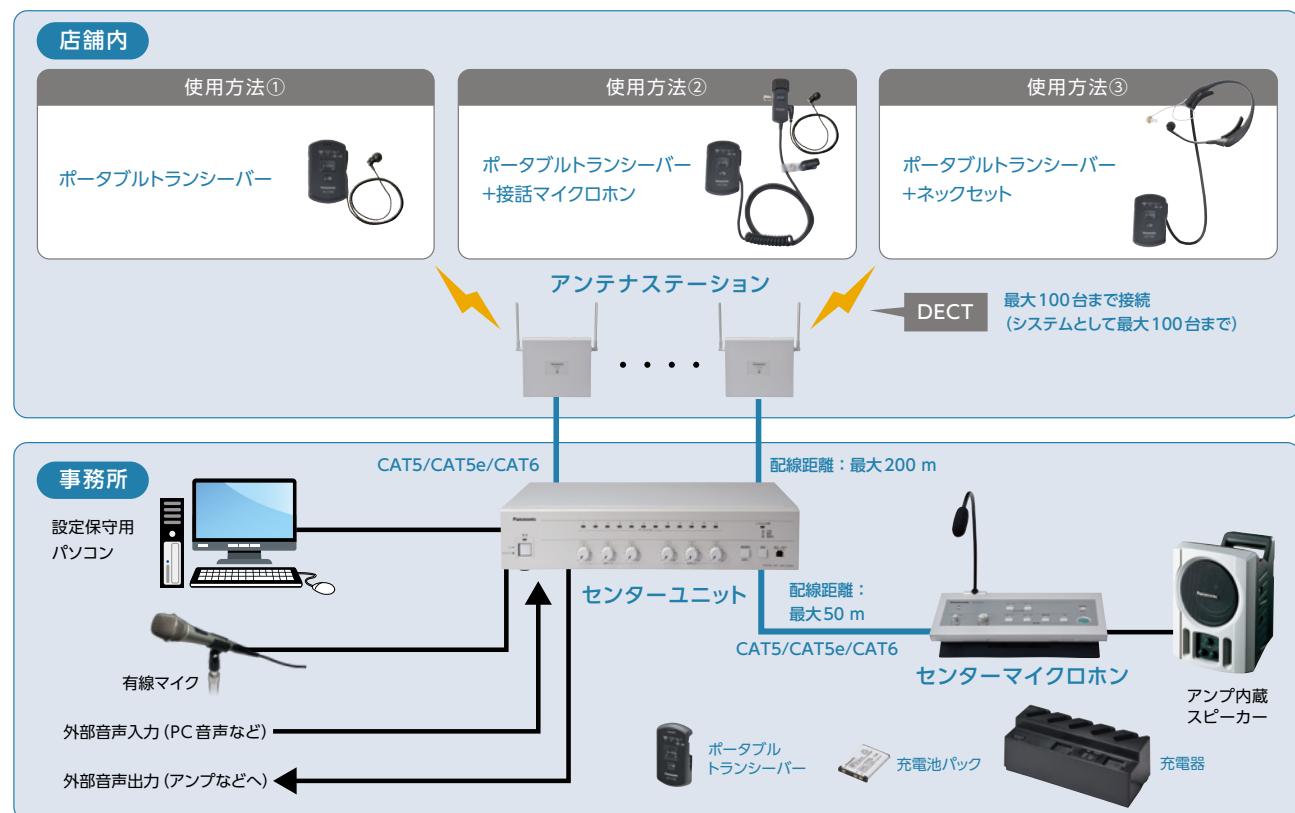 店舗内
使用方法①
ポータブルトランシーバー
使用方法②
ポータブルトランシーバー
+接話マイクロホン
使用方法③
ポータブルトランシーバー
+ネックセット
アンテナステーション
DECT
最大100台まで接続
(システムとして最大100台まで)
事務所
CAT5/CAT5e/CAT6
配線距離:最大200 m
設定保守用
パソコン
Panasonic
センターユニット
配線距離:
最大50 m
CAT5/CAT5e/CAT6
センターマイクロホン
Panasonic
アンプ内蔵
スピーカー
有線マイク
外部音声入力(PC音声など)
外部音声出力(アンプなどへ)
ポータブル
トランシーバー
充電池パック
充電器